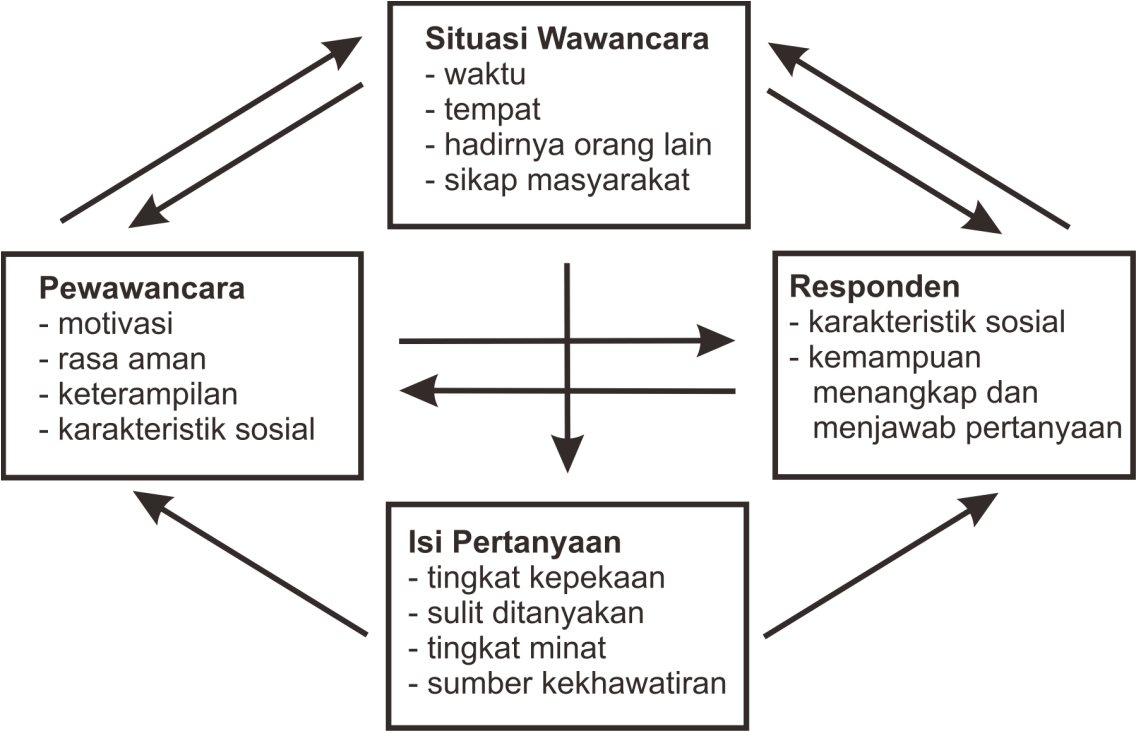 Situasi Wawancara
- waktu
- tempat
- hadirnya orang lain
- sikap masyarakat
Pewawancara
- motivasi
- rasa aman
- keterampilan
- karakteristik sosial
Responden
- karakteristik sosial
- kemampuan
menangkap dan
menjawab pertanyaan
Isi Pertanyaan
- tingkat kepekaan
- sulit ditanyakan
- tingkat minat
- sumber kekhawatiran